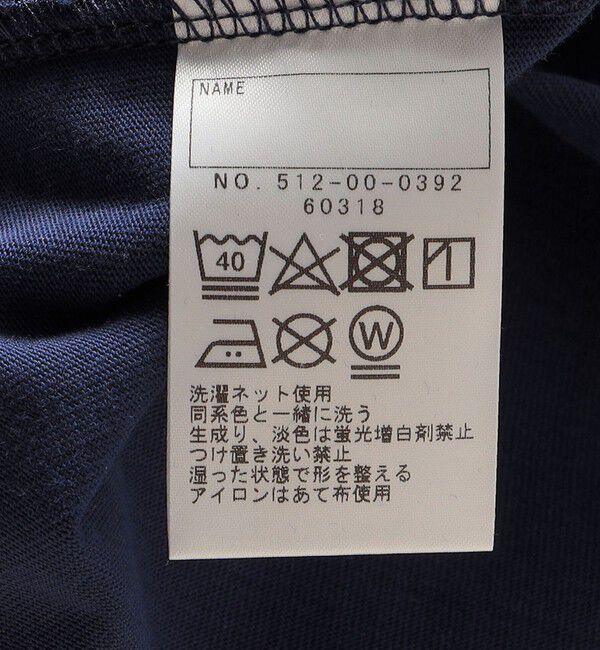 NAME
NO. 512-00-0392
60318
40
W
洗濯ネット使用
同系色と一緒に洗う
生成り、淡色は蛍光増白剤禁止
つけ置き洗い禁止
湿った状態で形を整える
アイロンはあて布使用